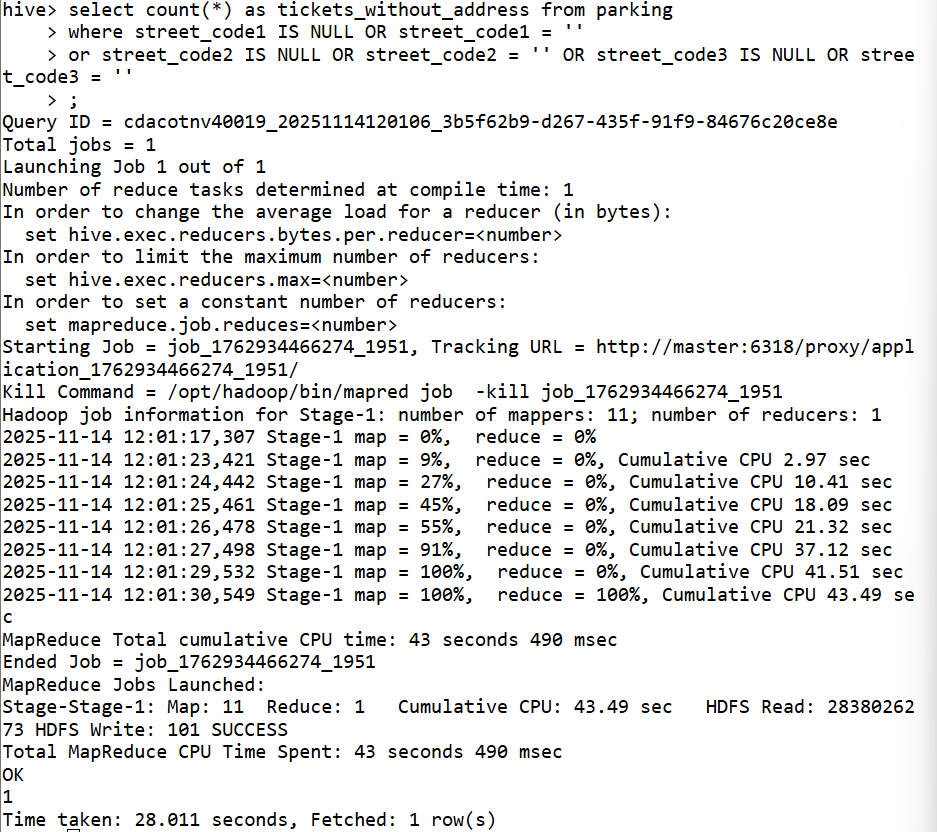 hive> select count(*) as tickets_without_address from parking
    > where street_code1 IS NULL OR street_code1 = ''
    > or street_code2 IS NULL OR street_code2 = '' OR street_code3 IS NULL OR stree
t_code3 = ''
    > ;
Query ID = cdacotnv40019_20251114120106_3b5f62b9-d267-435f-91f9-84676c20ce8e
Total jobs = 1
Launching Job 1 out of 1
Number of reduce tasks determined at compile time: 1
In order to change the average load for a reducer (in bytes):
  set hive.exec.reducers.bytes.per.reducer=<number>
In order to limit the maximum number of reducers:
  set hive.exec.reducers.max=<number>
In order to set a constant number of reducers:
  set mapreduce.job.reduces=<number>
Starting Job = job_1762934466274_1951, Tracking URL = http://master:6318/proxy/appl
ication_1762934466274_1951/
Kill Command = /opt/hadoop/bin/mapred job  -kill job_1762934466274_1951
Hadoop job information for Stage-1: number of mappers: 11; number of reducers: 1
2025-11-14 12:01:17,307 Stage-1 map = 0%,  reduce = 0%
2025-11-14 12:01:23,421 Stage-1 map = 9%,  reduce = 0%, Cumulative CPU 2.97 sec
2025-11-14 12:01:24,442 Stage-1 map = 27%,  reduce = 0%, Cumulative CPU 10.41 sec
2025-11-14 12:01:25,461 Stage-1 map = 45%,  reduce = 0%, Cumulative CPU 18.09 sec
2025-11-14 12:01:26,478 Stage-1 map = 55%,  reduce = 0%, Cumulative CPU 21.32 sec
2025-11-14 12:01:27,498 Stage-1 map = 91%,  reduce = 0%, Cumulative CPU 37.12 sec
2025-11-14 12:01:29,532 Stage-1 map = 100%,  reduce = 0%, Cumulative CPU 41.51 sec
2025-11-14 12:01:30,549 Stage-1 map = 100%,  reduce = 100%, Cumulative CPU 43.49 se
c
MapReduce Total cumulative CPU time: 43 seconds 490 msec
Ended Job = job_1762934466274_1951
MapReduce Jobs Launched:
Stage-Stage-1: Map: 11  Reduce: 1   Cumulative CPU: 43.49 sec   HDFS Read: 28380262
73 HDFS Write: 101 SUCCESS
Total MapReduce CPU Time Spent: 43 seconds 490 msec
OK
1
Time taken: 28.011 seconds, Fetched: 1 row(s)